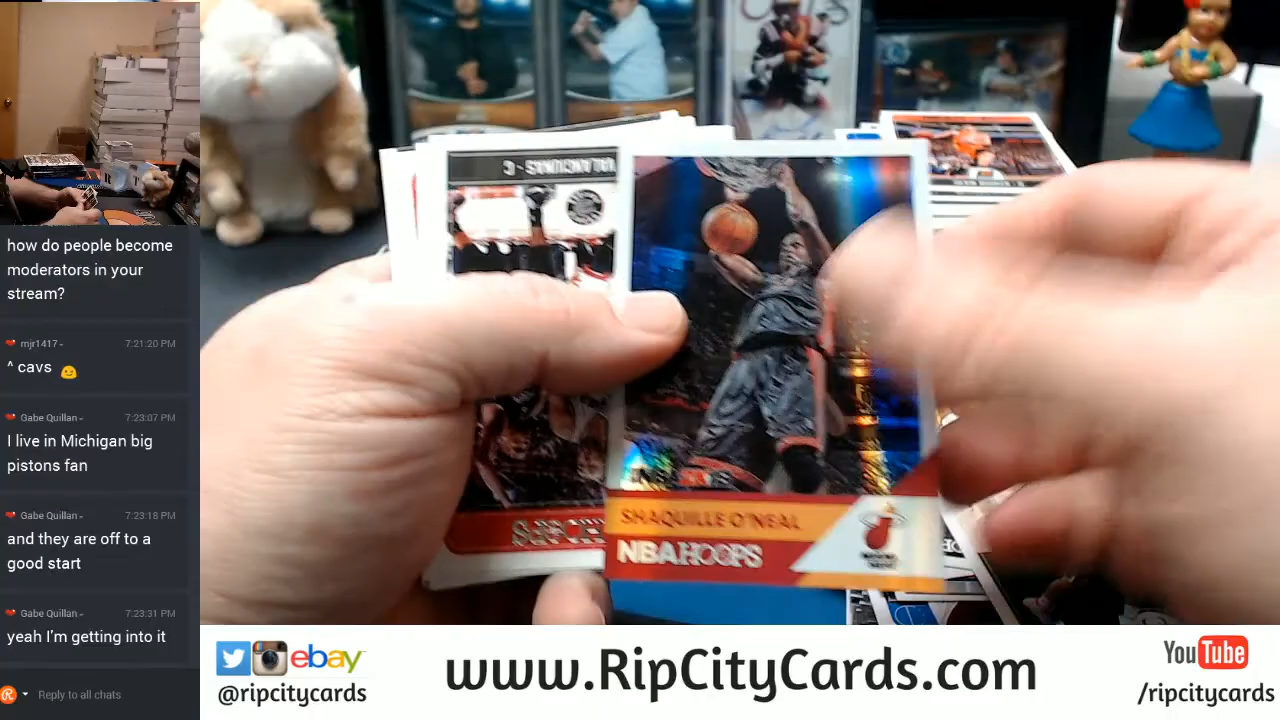 how do people become
moderators in your
stream?
mjr1417 - 7:21:20 PM
^ cavs
Gabe Quillan - 7:23:07 PM
I live in Michigan big
pistons fan
Gabe Quillan - 7:23:18 PM
and they are off to a
good start
Gabe Quillan - 7:23:31 PM
yeah I'm getting into it
Reply to all chats
SHAQUILLE O'NEAL
NBA HOOPS
ebay
@ripcitycards
www.RipCityCards.com
YouTube
/ripcitycards